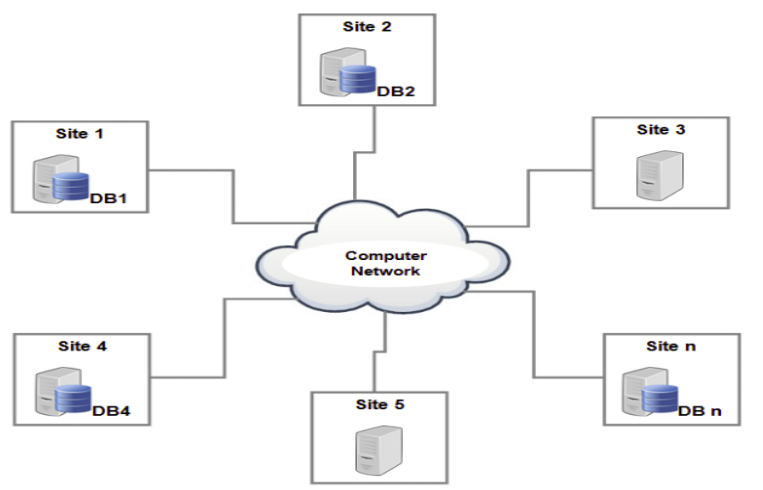 Site 2
DB2
Site 1
DB1
Site 3
Computer
Network
Site 4
DB4
Site n
DB n
Site 5